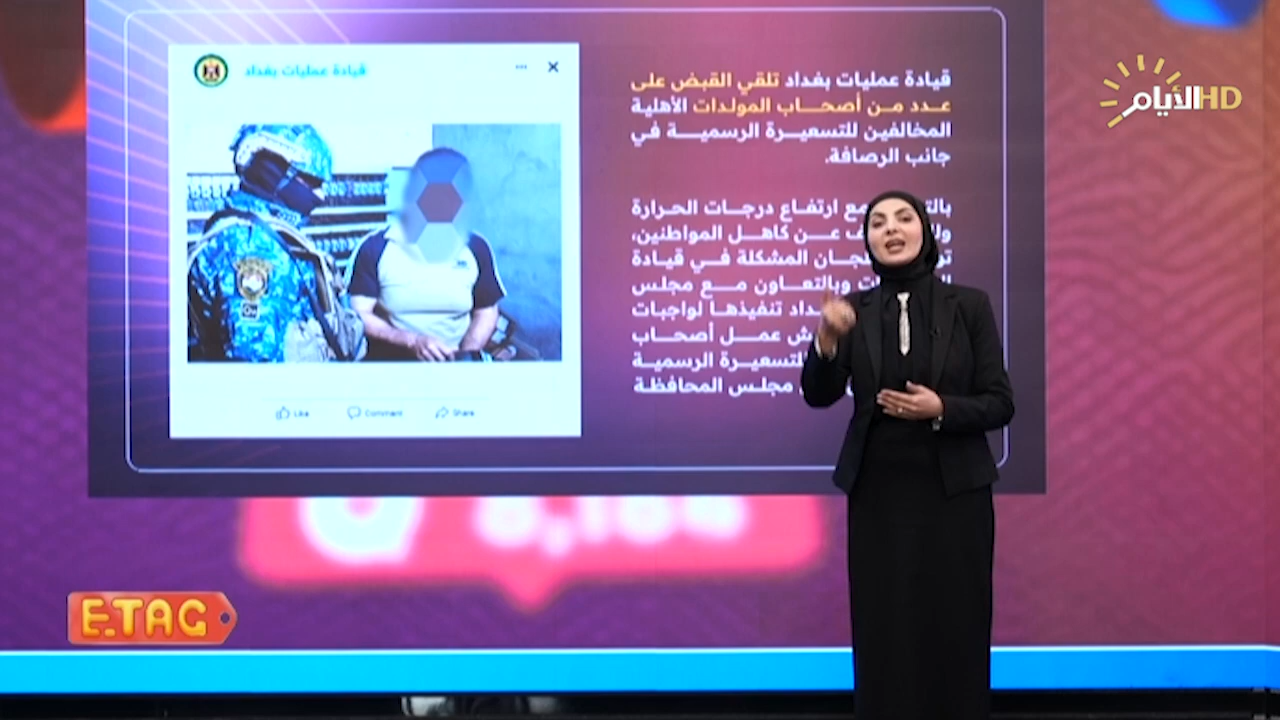 قيادة عمليات بغداد
قيادة عمليات بغداد تلقي القبض على
عدد من أصحاب المولدات الأهلية
المخالفين للتسعيرة الرسمية في
جانب الرصافة.
مع ارتفاع درجات الحرارة
عن كاهل المواطنين،
لجان المشكلة في قيادة
وبالتعاون مع مجلس
تنفيذها لواجبات
عمل أصحاب
للتسعيرة الرسمية
مجلس المحافظة
Like Comment Share
الأيام HD
E.TAG